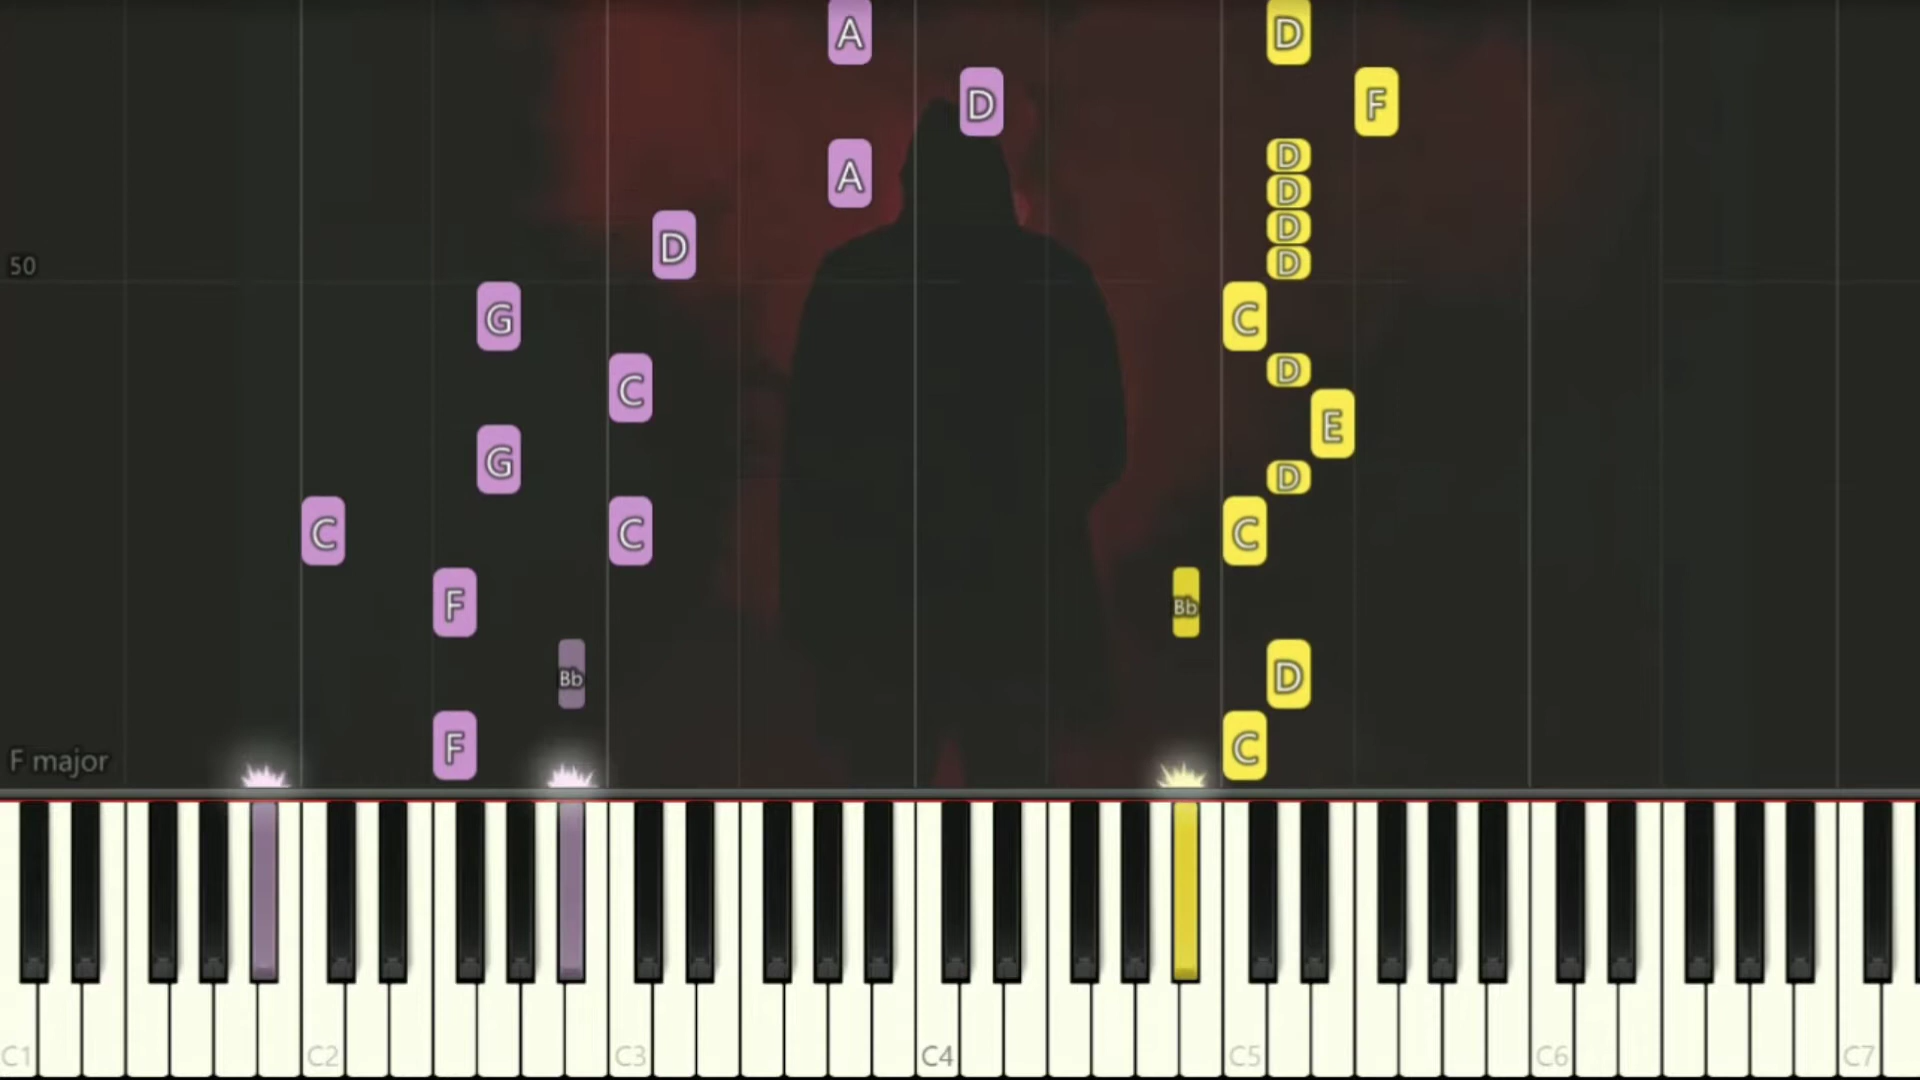 A D
D F
A D
D
D D
50 D
G C
C D
G E
D
C C C
F Bb
Bb D
F C
F major
C1 C2 C3 C4 C5 C6 C7